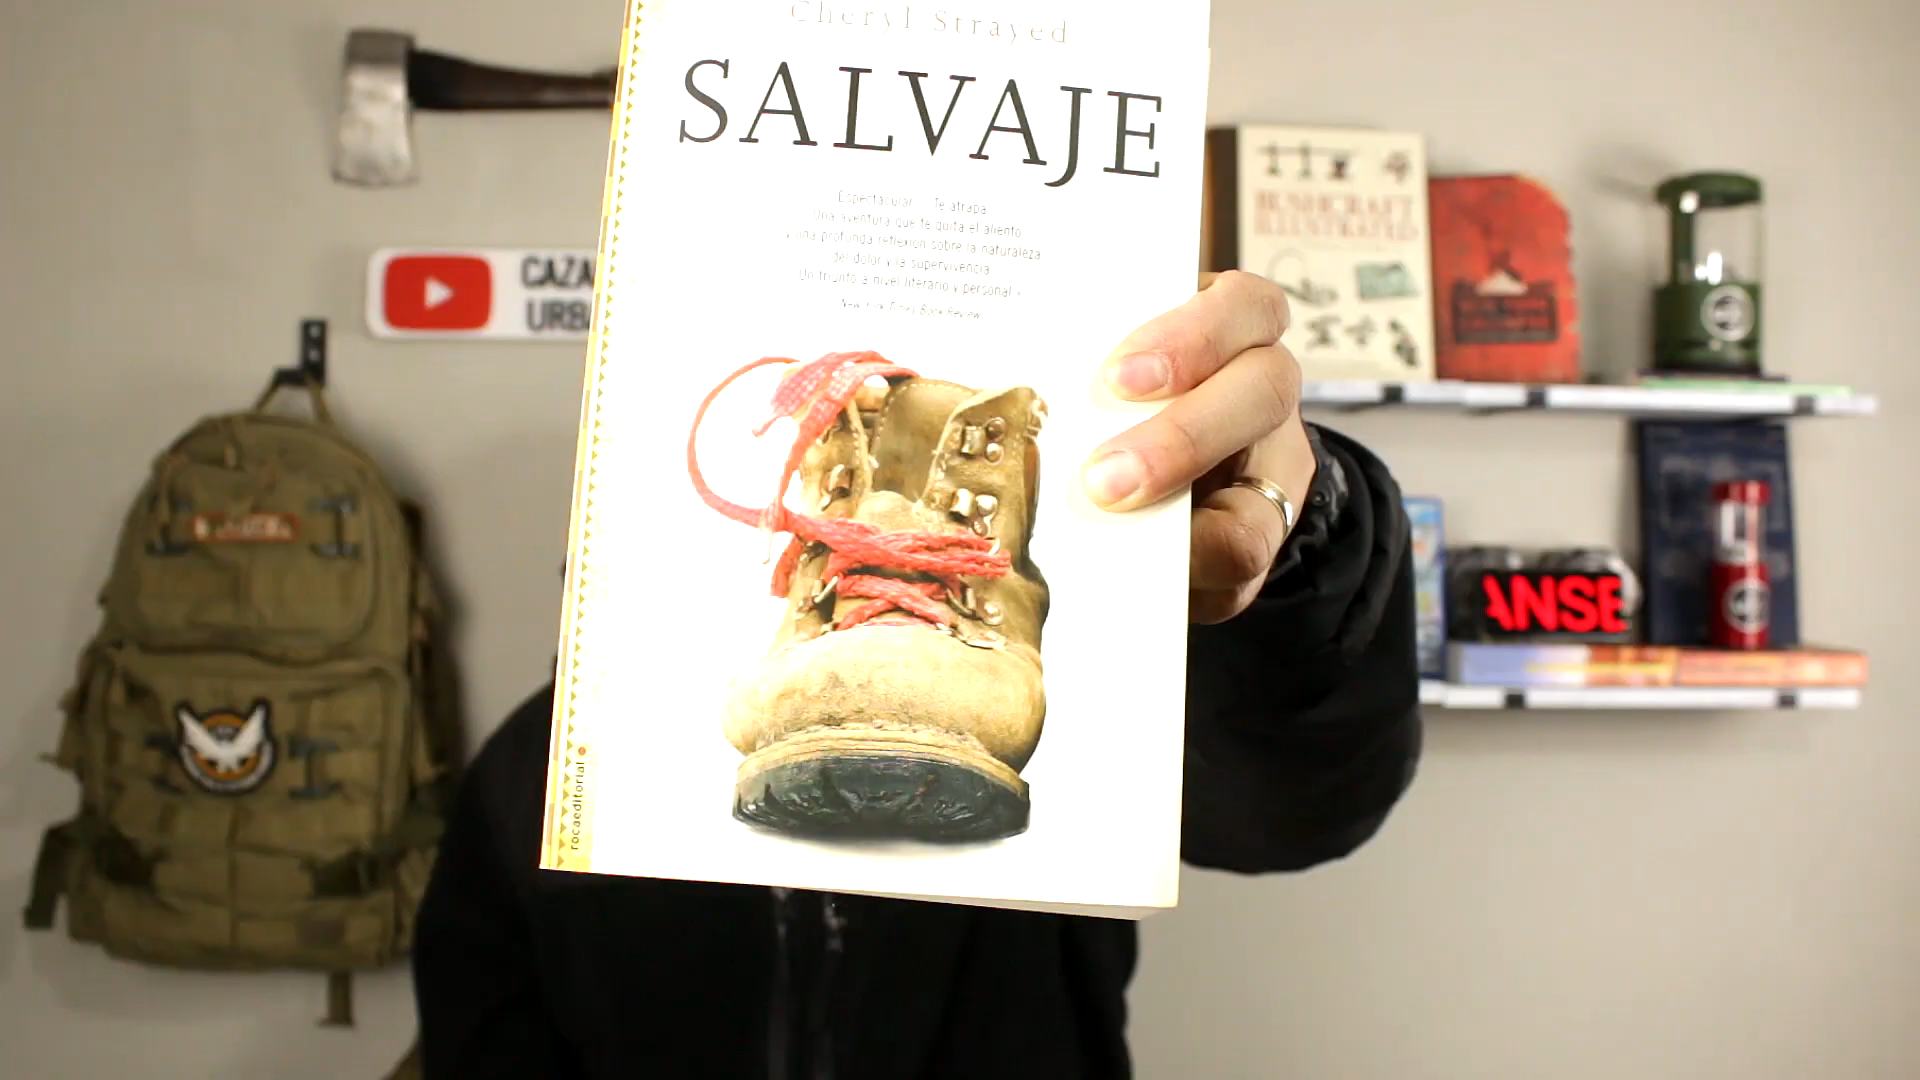 Cheryl Strayed
SALVAJE
Espectacular... Te atrapa.
Una aventura que te quita el aliento
y una profunda reflexión sobre la naturaleza
del dolor y la supervivencia.
Un triunfo a nivel literario y personal.»
New York Times Book Review
rocaeditorial
CAZA
URBA
BUSHCRAFT
ILLUSTRATED
ANSE